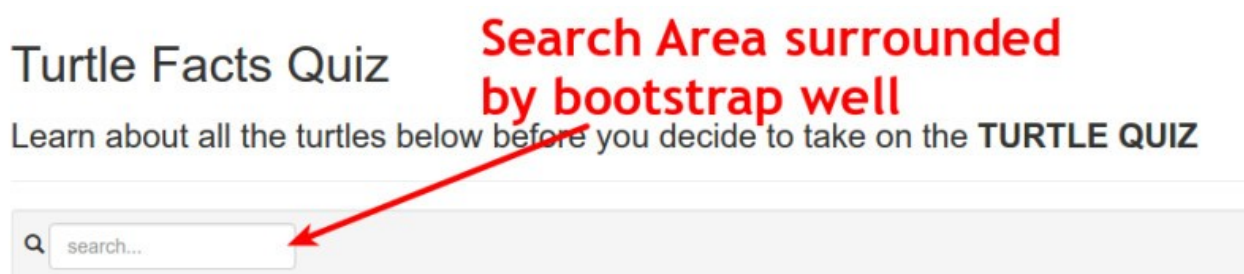 Turtle Facts Quiz
Search Area surrounded
by bootstrap well
Learn about all the turtles below before you decide to take on the TURTLE QUIZ
search...